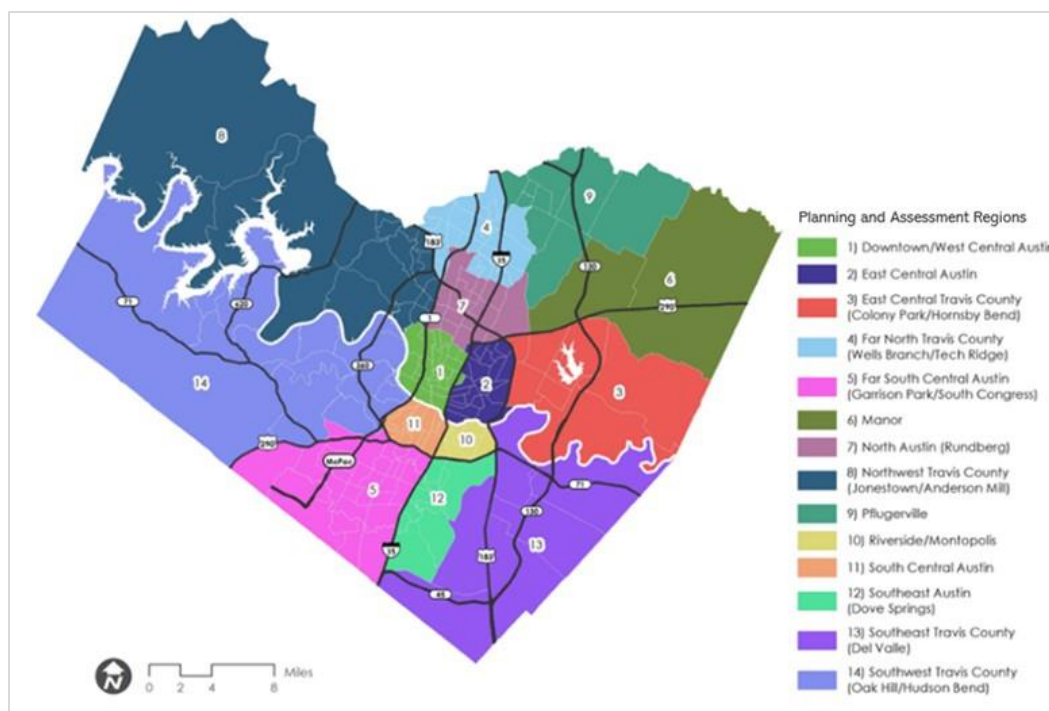 8
183
4
35
9
130
6
290
7
1
71
620
360
14
1
2
3
11
10
290
MoPac
5
12
71
130
35
183
13
45
N
0 2 4 8 Miles
Planning and Assessment Regions
1) Downtown/West Central Austin
2) East Central Austin
3) East Central Travis County
(Colony Park/Hornsby Bend)
4) Far North Travis County
(Wells Branch/Tech Ridge)
5) Far South Central Austin
(Garrison Park/South Congress)
6) Manor
7) North Austin (Rundberg)
8) Northwest Travis County
(Jonestown/Anderson Mill)
9) Pflugerville
10) Riverside/Montopolis
11) South Central Austin
12) Southeast Austin
(Dove Springs)
13) Southeast Travis County
(Del Valle)
14) Southwest Travis County
(Oak Hill/Hudson Bend)